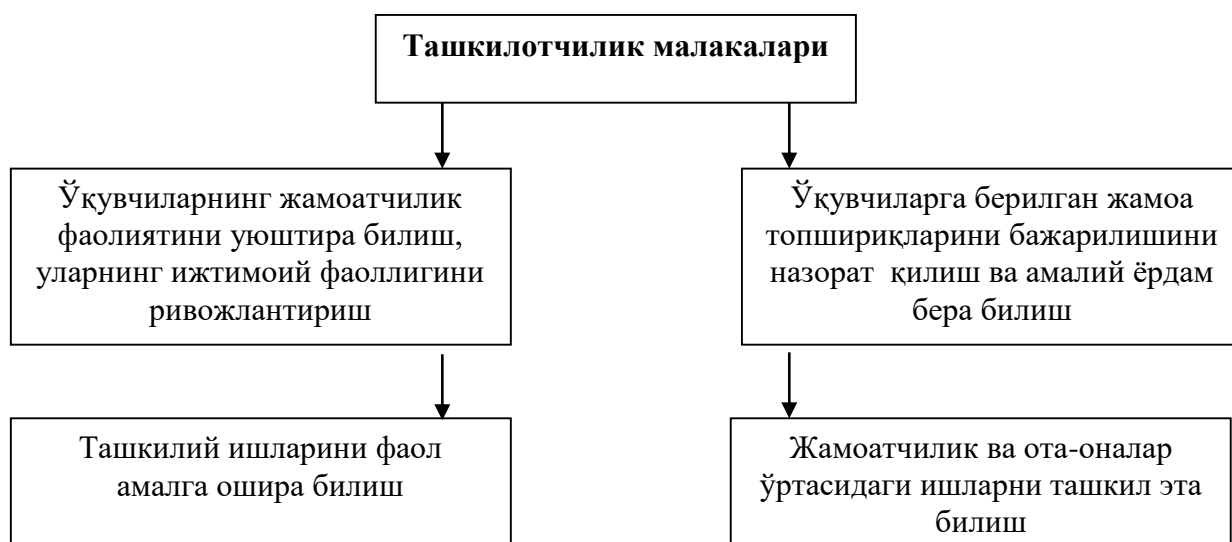 Ташкилотчилик малакалари
Ўқувчиларнинг жамоатчилик
фаолиятини уюштира билиш,
уларнинг ижтимоий фаоллигини
ривожлантириш
Ўқувчиларга берилган жамоа
топшириқларини бажарилишини
назорат қилиш ва амалий ёрдам
бера билиш
Ташкилий ишларини фаол
амалга ошира билиш
Жамоатчилик ва ота-оналар
ўртасидаги ишларни ташкил эта
билиш